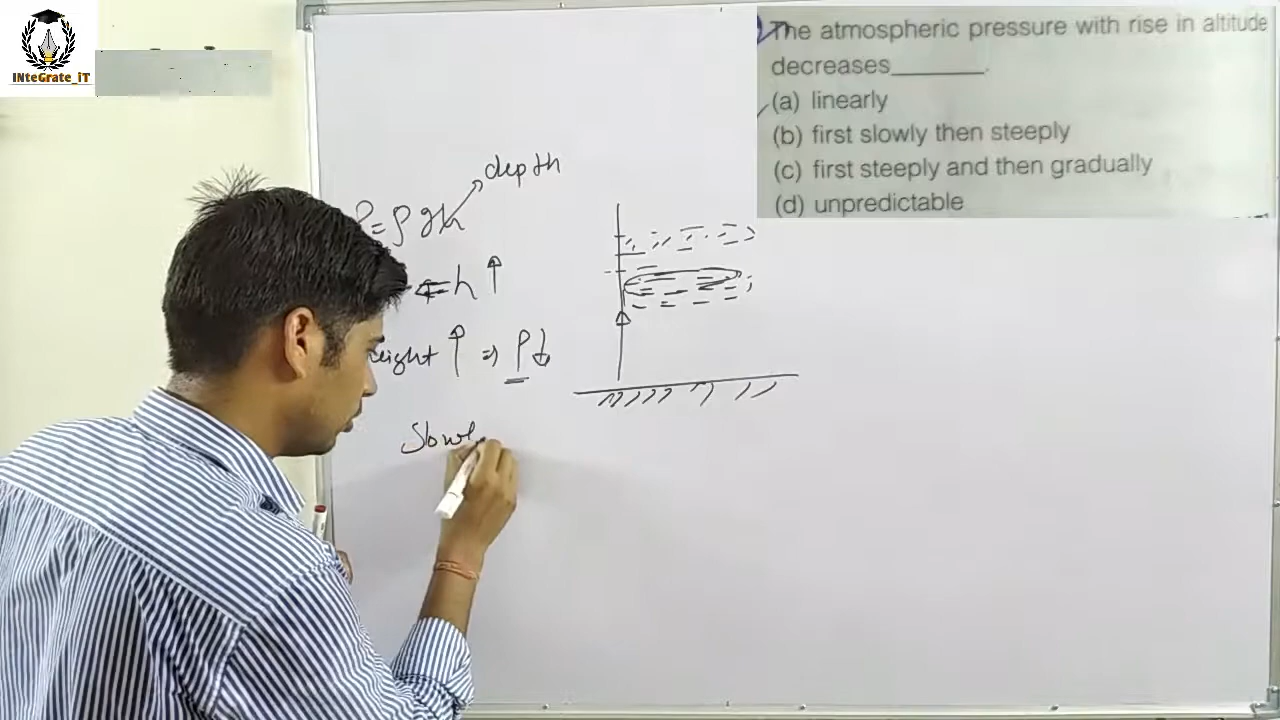 INteGrate_iT
The atmospheric pressure with rise in altitude
decreases________.
(a) linearly
(b) first slowly then steeply
(c) first steeply and then gradually
(d) unpredictable
depth
P = ρgh
⇐ h ↑
eight ↑ ⇒ ρ↓
Slowly